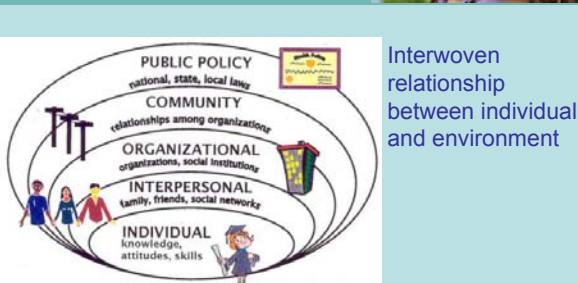 PUBLIC POLICY
national, state, local laws
COMMUNITY
relationships among organizations
ORGANIZATIONAL
organizations, social institutions
INTERPERSONAL
family, friends, social networks
INDIVIDUAL
knowledge,
attitudes, skills
Interwoven
relationship
between individual
and environment